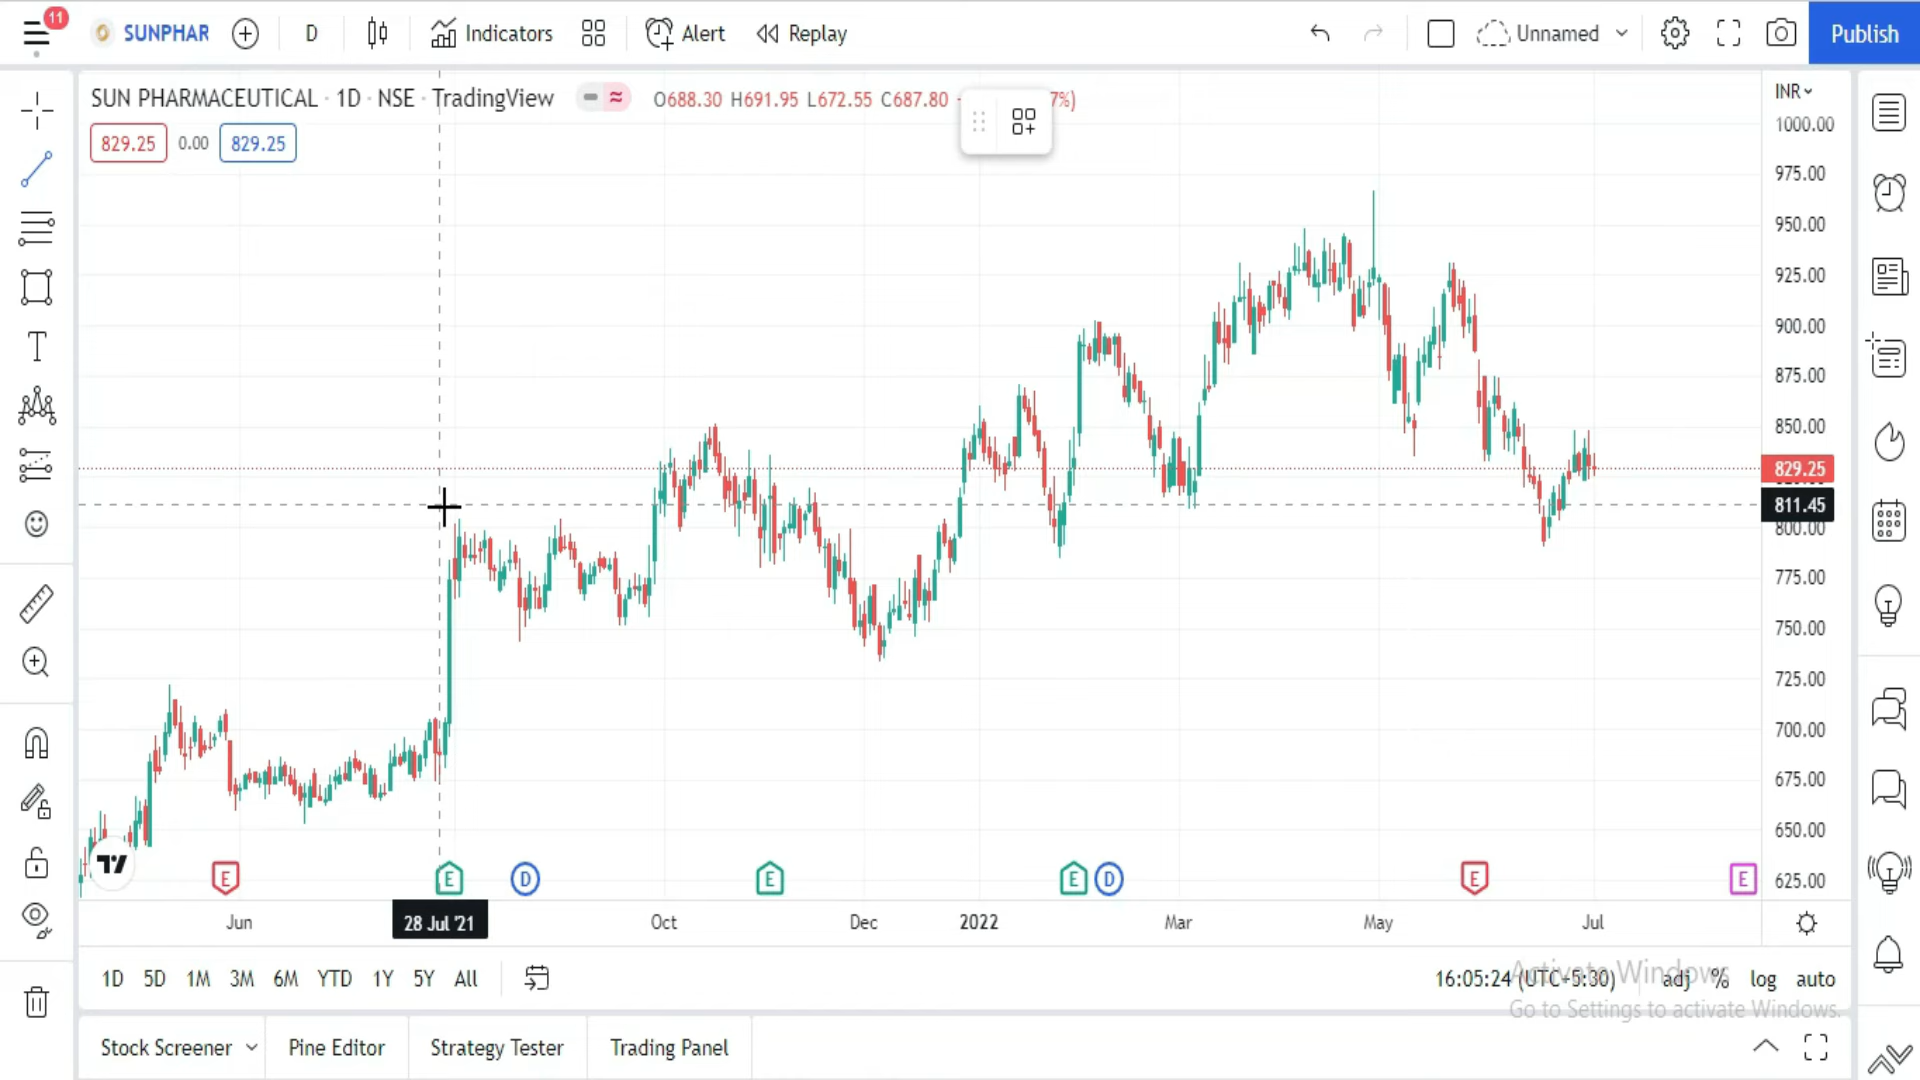 11
SUNPHAR
D
Indicators
Alert
Replay
Unnamed
Publish
SUN PHARMACEUTICAL · 1D · NSE · TradingView
O688.30 H691.95 L672.55 C687.80
7%)
829.25 0.00 829.25
INR
1000.00
975.00
950.00
925.00
900.00
875.00
850.00
829.25
811.45
800.00
775.00
750.00
725.00
700.00
675.00
650.00
625.00
E E D E E D E E
Jun 28 Jul '21 Oct Dec 2022 Mar May Jul
1D 5D 1M 3M 6M YTD 1Y 5Y All
16:05:24 (UTC+5:30) adj % log auto
Activate Windows
Go to Settings to activate Windows.
Stock Screener Pine Editor Strategy Tester Trading Panel